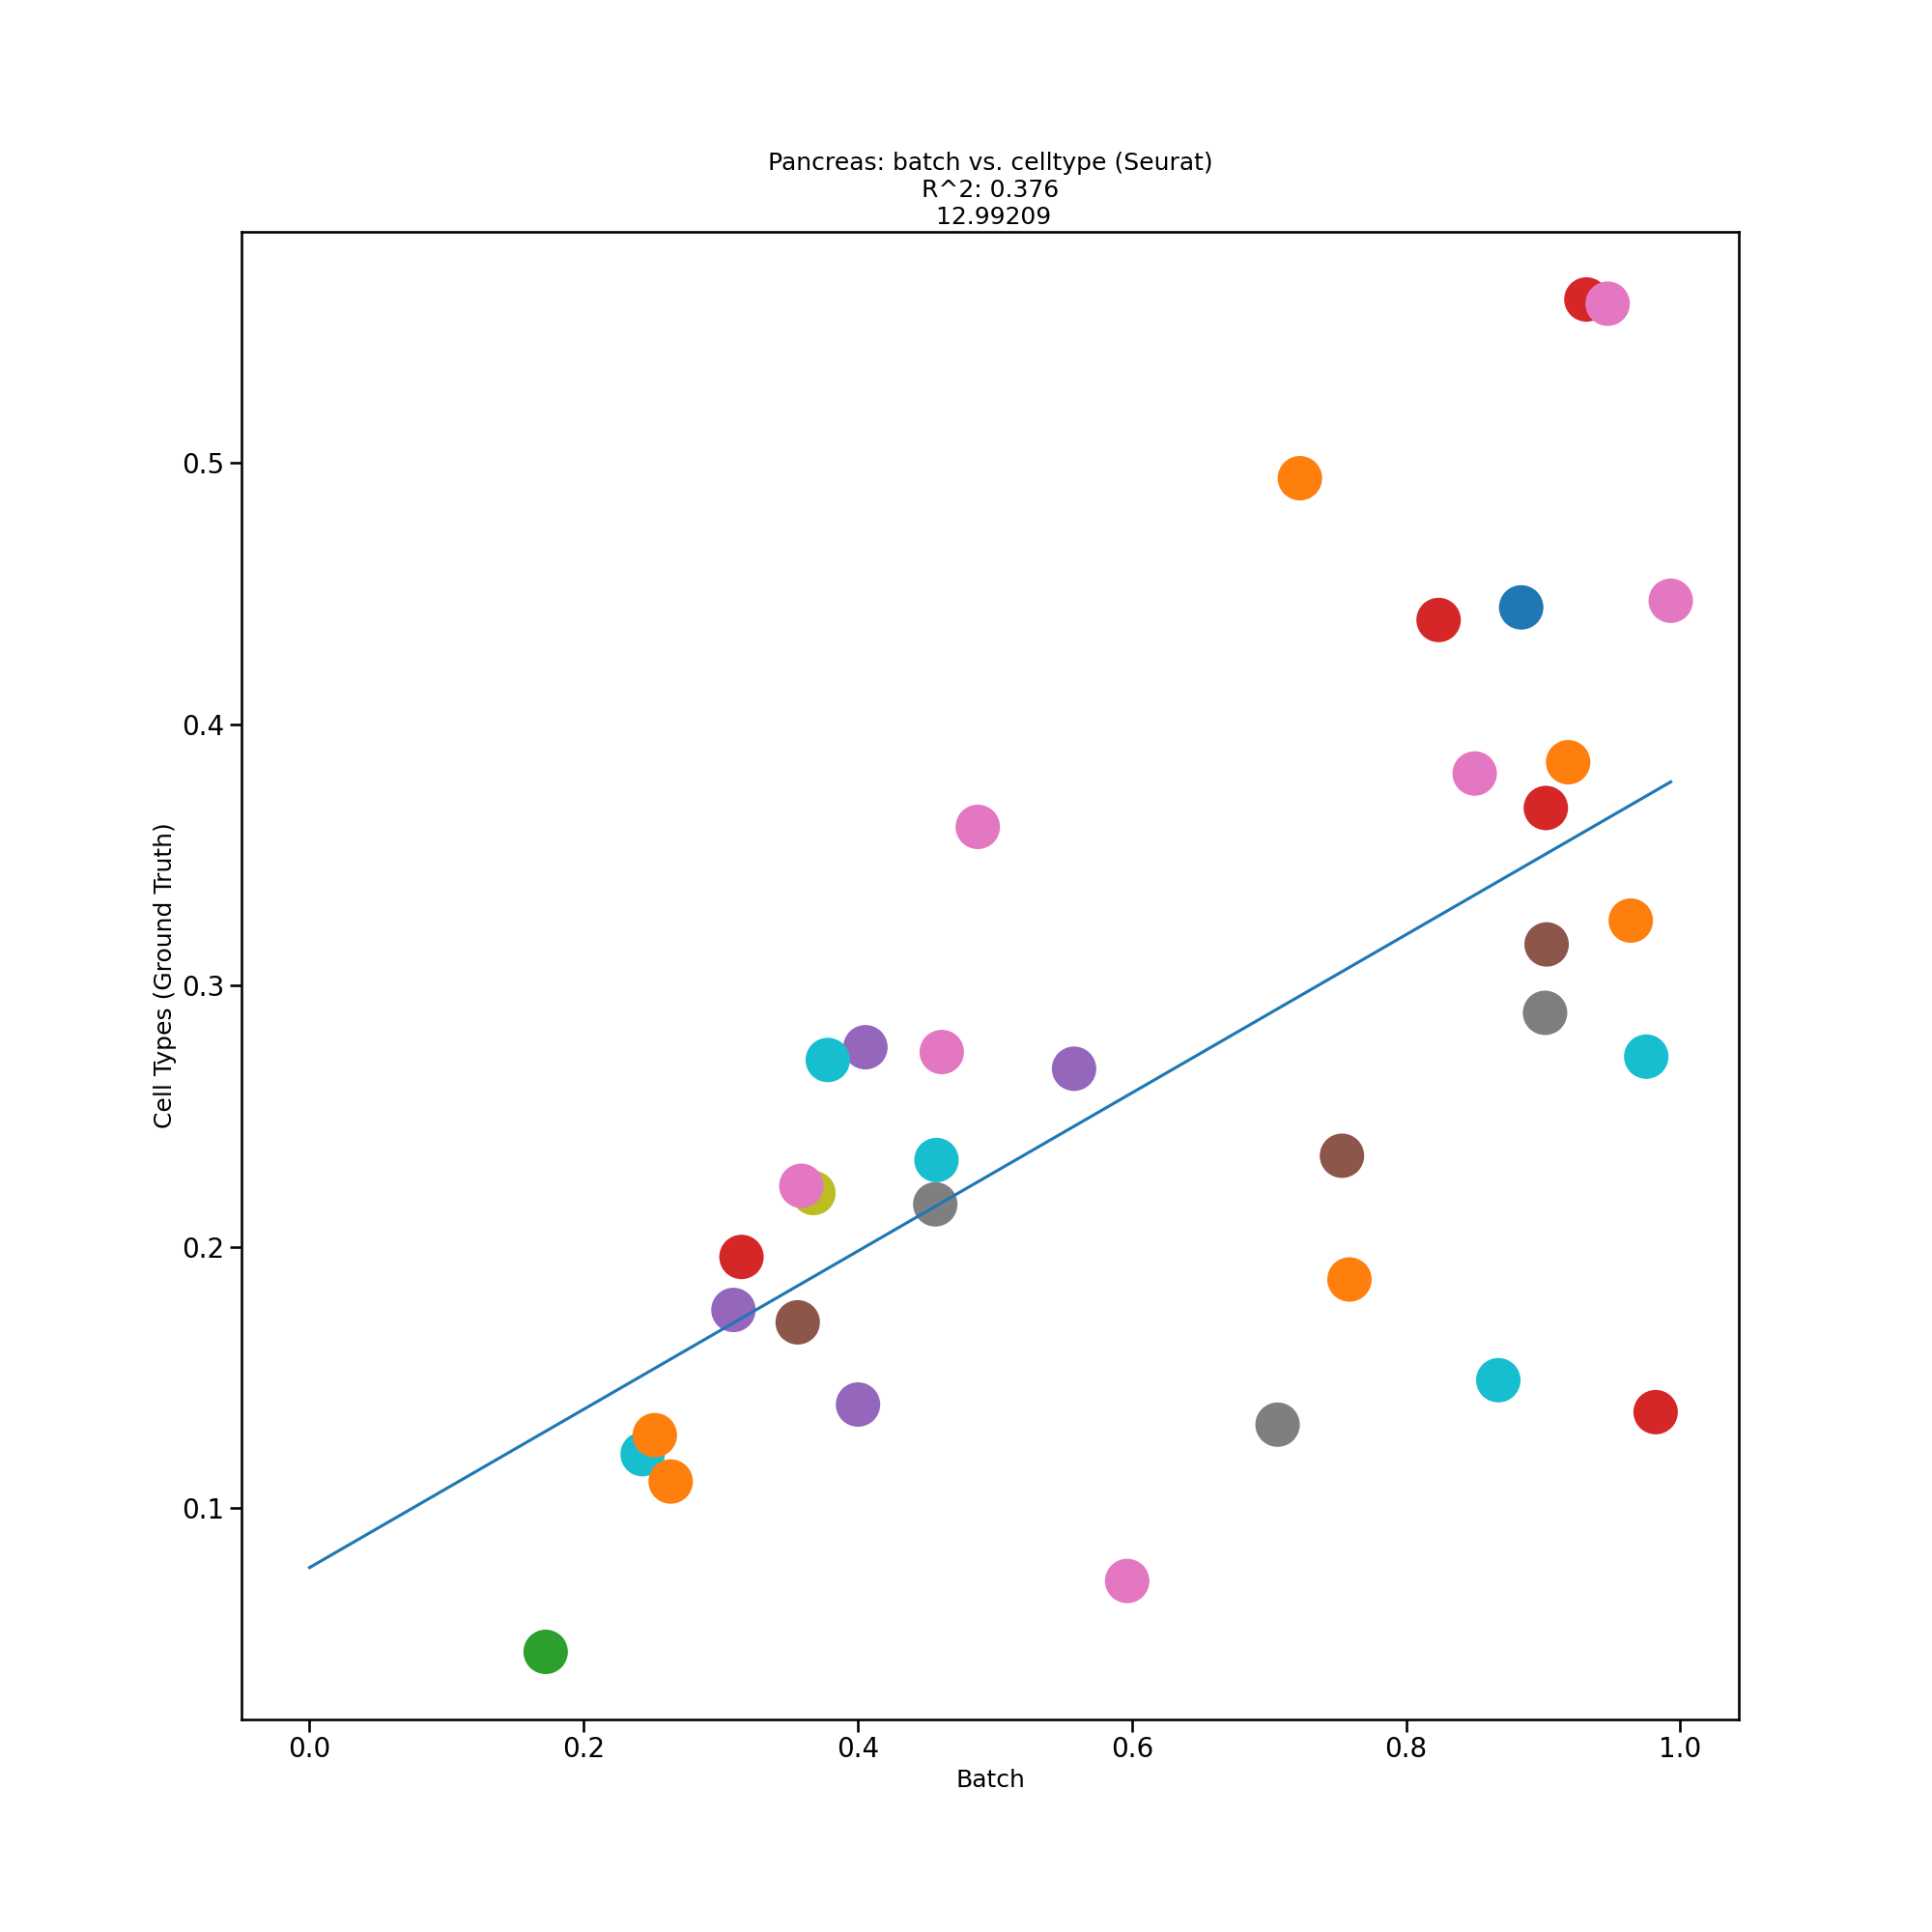 Pancreas: batch vs. celltype (Seurat)
R^2: 0.376
12.99209
Cell Types (Ground Truth)
0.5
0.4
0.3
0.2
0.1
0.0 0.2 0.4 0.6 0.8 1.0
Batch